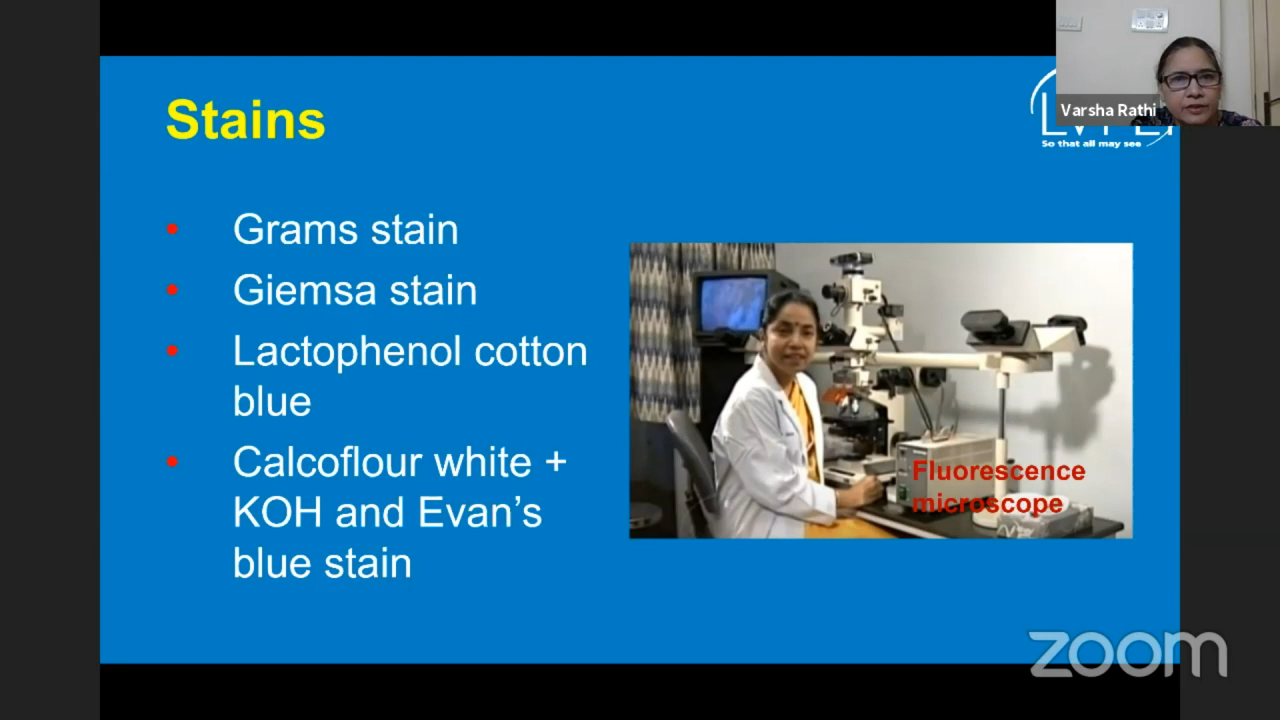 Stains
Varsha Rathi
So that all may see
• Grams stain
• Giemsa stain
• Lactophenol cotton
blue
• Calcoflour white +
KOH and Evan's
blue stain
Fluorescence
microscope
zoom